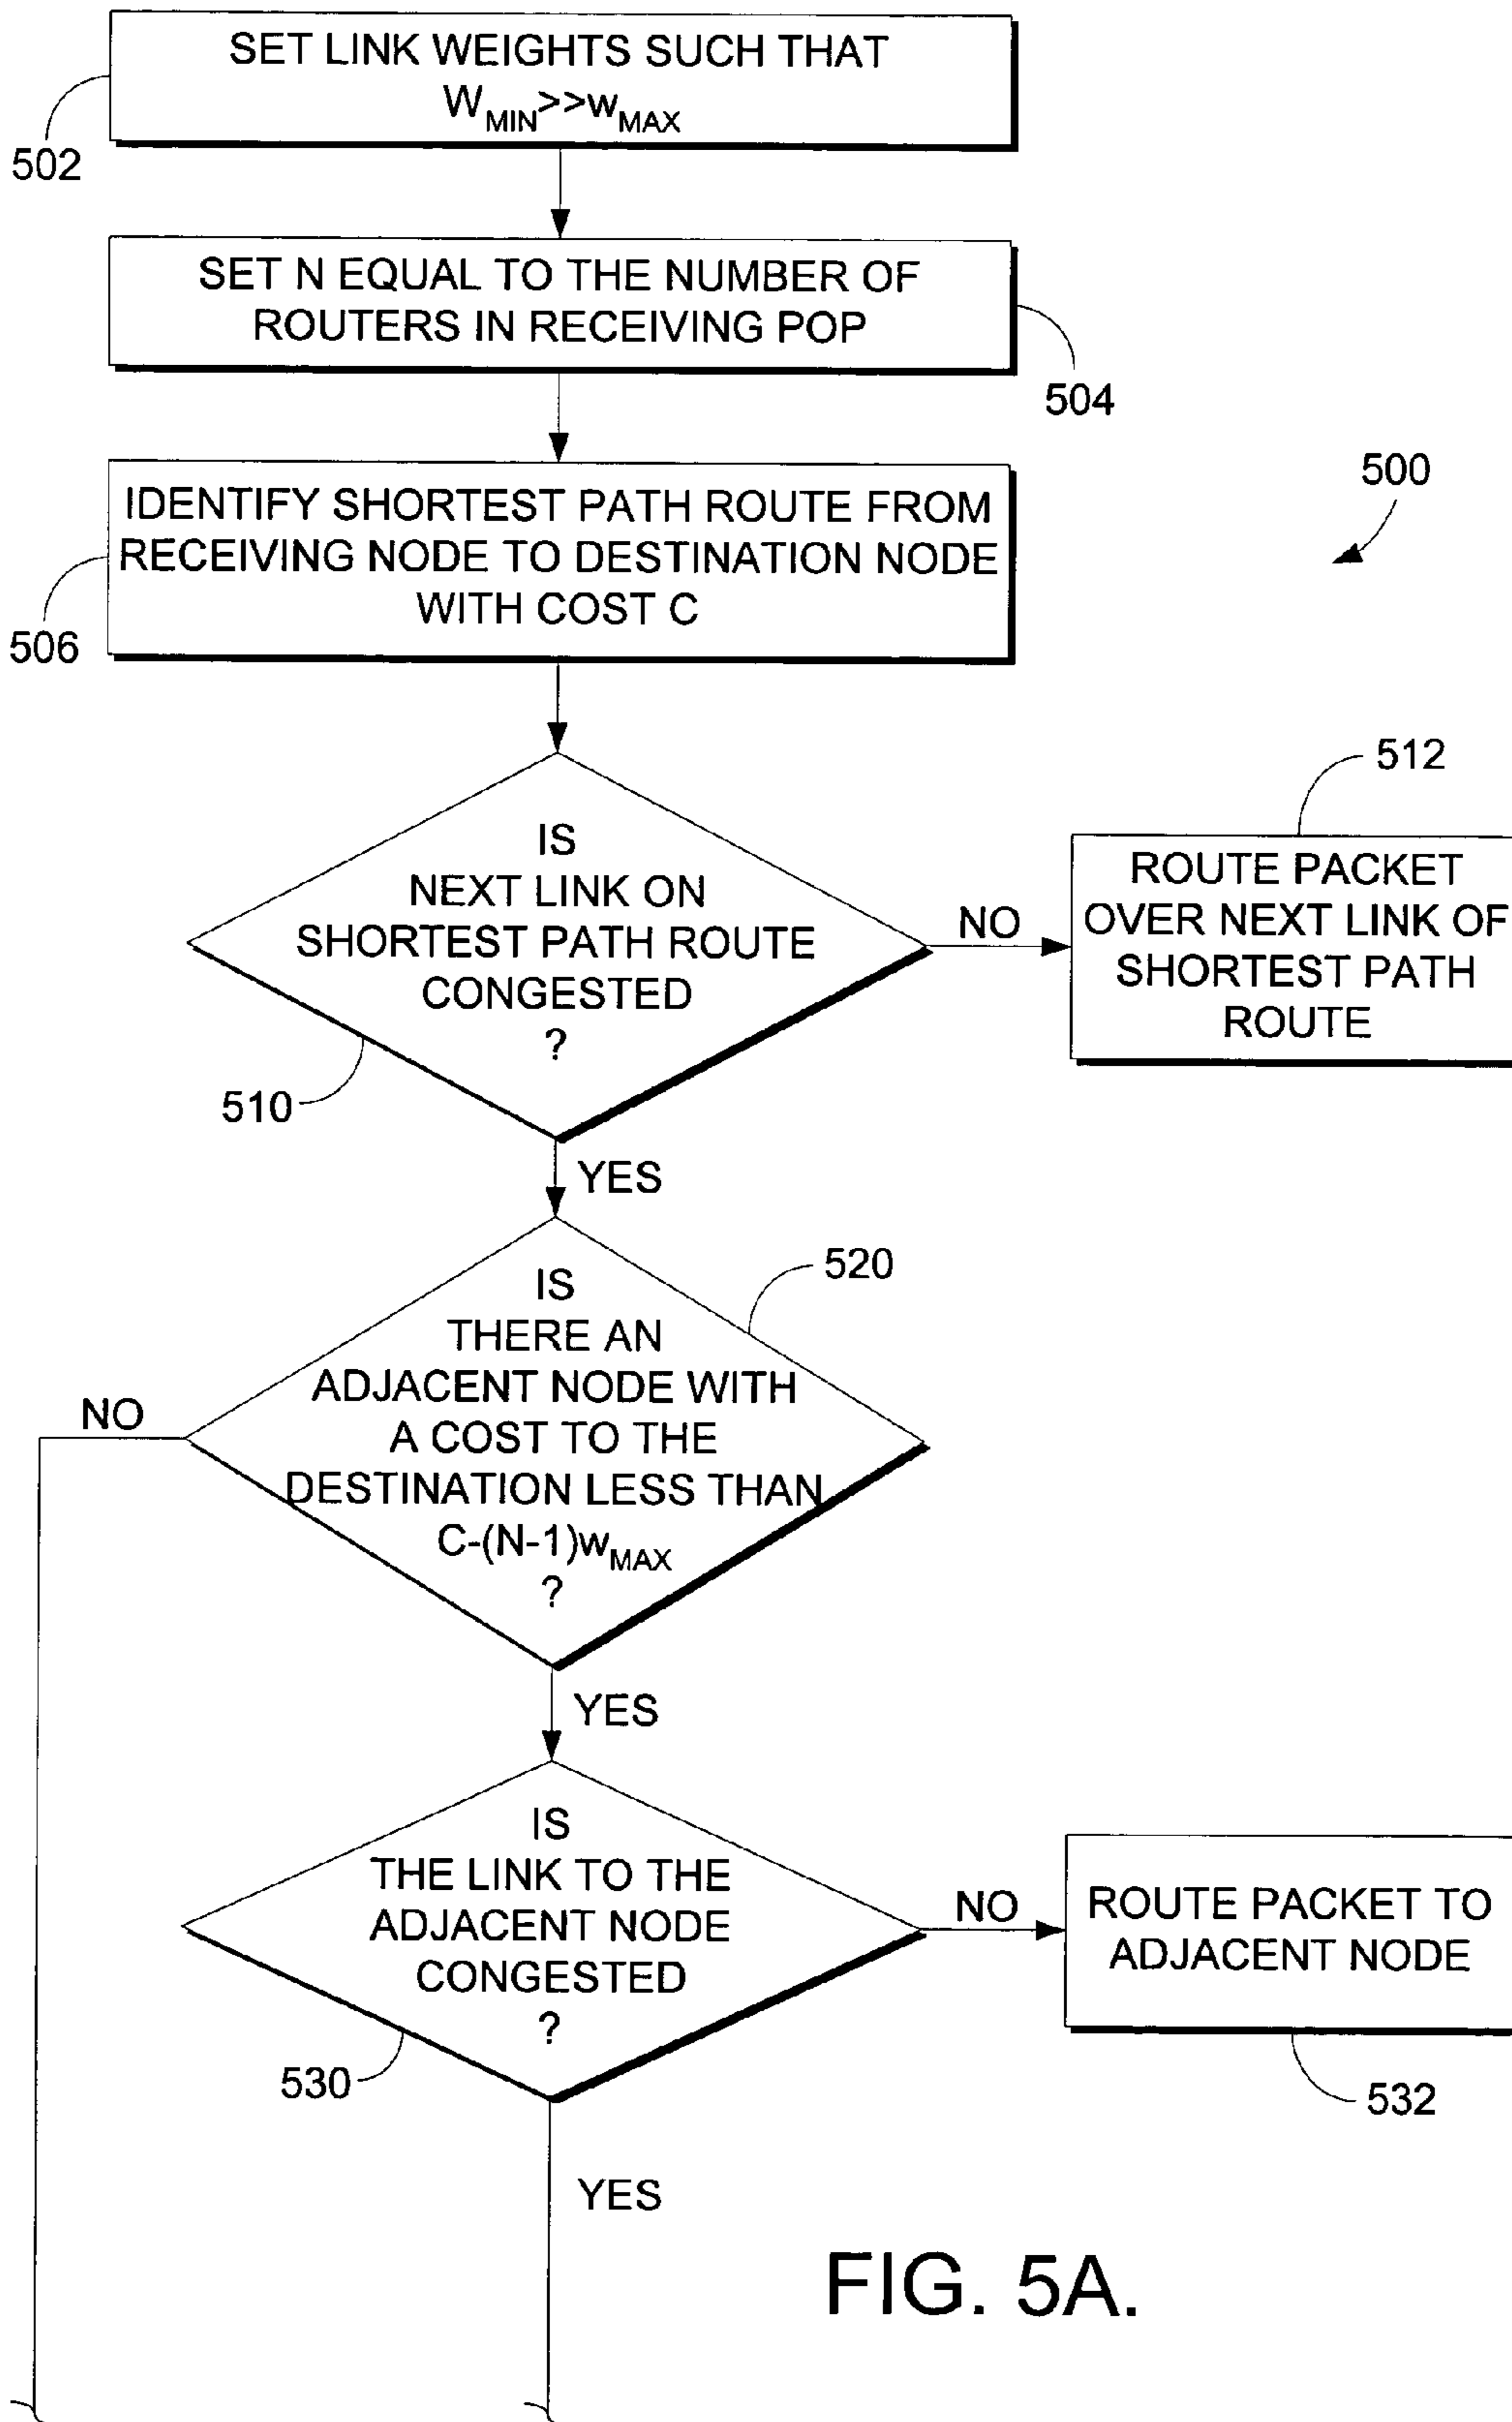 SET LINK WEIGHTS SUCH THAT
W_MIN>>w_MAX
502
SET N EQUAL TO THE NUMBER OF
ROUTERS IN RECEIVING POP
504
IDENTIFY SHORTEST PATH ROUTE FROM
RECEIVING NODE TO DESTINATION NODE
WITH COST C
506
500
IS
NEXT LINK ON
SHORTEST PATH ROUTE
CONGESTED
?
510
NO
512
ROUTE PACKET
OVER NEXT LINK OF
SHORTEST PATH
ROUTE
YES
520
IS
THERE AN
ADJACENT NODE WITH
A COST TO THE
DESTINATION LESS THAN
C-(N-1)w_MAX
?
NO
YES
IS
THE LINK TO THE
ADJACENT NODE
CONGESTED
?
530
NO
ROUTE PACKET TO
ADJACENT NODE
532
YES
FIG. 5A.